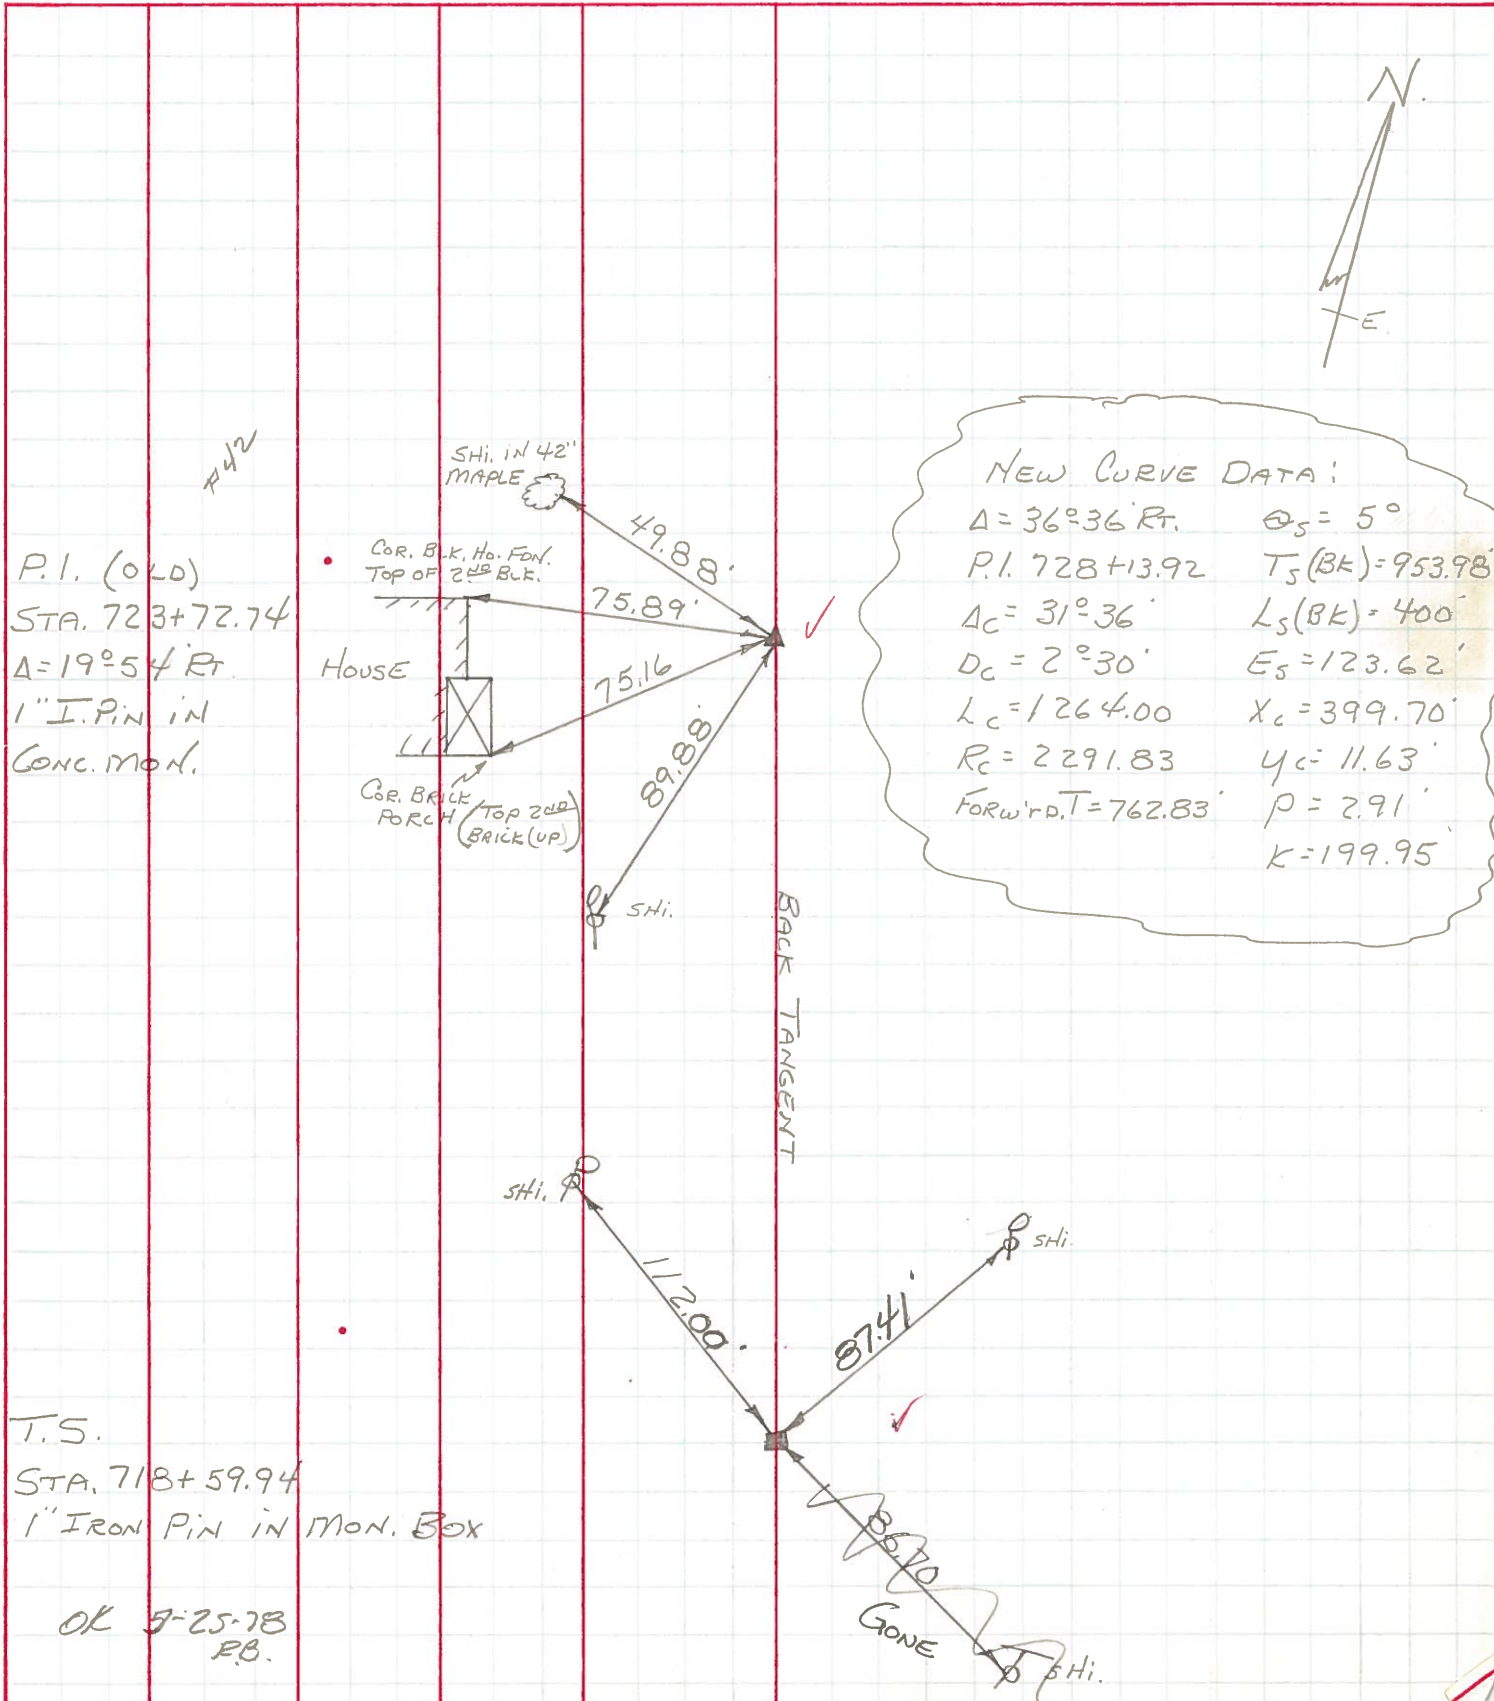 N.
E.
SHi. iN 42"
MAPLE
49.88'
COR. BLK. HO. FDN.
TOP OF 2ND BLK.
75.89'
HOUSE
75.16
89.88'
COR. BRICK
PORCH (TOP 2ND
BRICK (UP))
SHi.
P.I. (OLD)
STA. 723+72.74
Δ=19°54' RT.
1" I. PiN iN
CONC. MON.
NEW CURVE DATA:
Δ=36°36' RT. Θs = 5°
P.I. 728+13.92 Ts(BK)=953.98'
Δc = 31°36' Ls(BK)=400'
Dc = 2°30' Es=123.62'
Lc=1264.00 Xc=399.70'
Rc=2291.83 Yc=11.63'
FORW'rD. T=762.83' P=2.91'
K=199.95'
BACK TANGENT
SHi.
112.00'
87.41'
SHi.
T.S.
STA. 718+59.94
1" IRON PiN iN MON. BOX
86.70
GONE
SHi.
OK 5-25-78